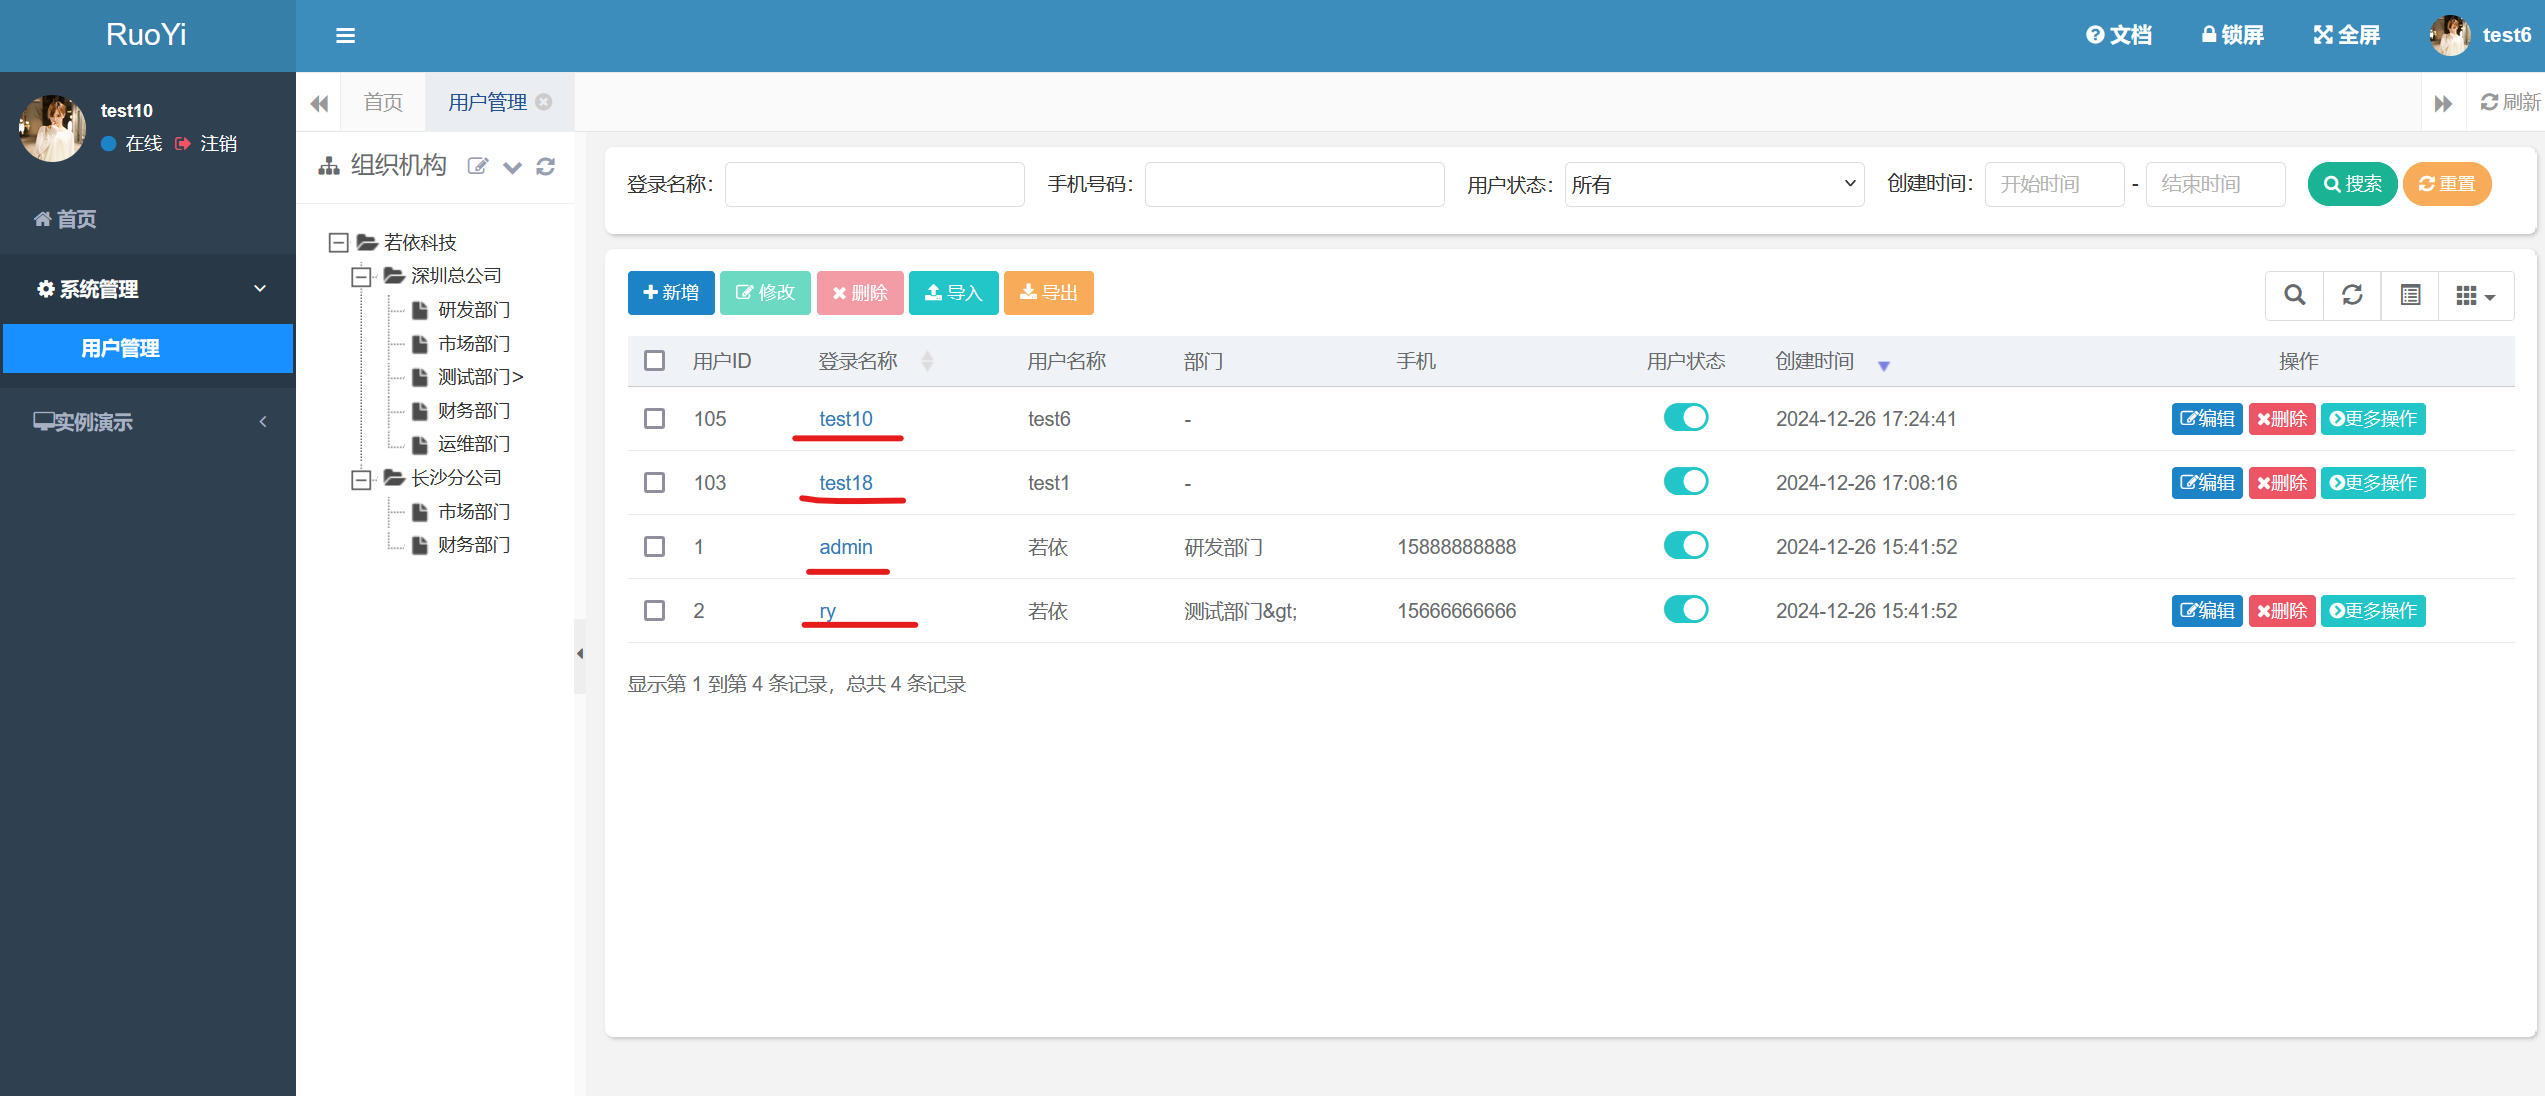 RuoYi
文档 锁屏 全屏 test6
test10
在线 注销
首页
系统管理
用户管理
实例演示
首页 用户管理 刷新
组织机构
若依科技
深圳总公司
研发部门
市场部门
测试部门>
财务部门
运维部门
长沙分公司
市场部门
财务部门
登录名称： 手机号码： 用户状态： 所有 创建时间： 开始时间 - 结束时间 搜索 重置
新增 修改 删除 导入 导出
用户ID 登录名称 用户名称 部门 手机 用户状态 创建时间 操作
105 test10 test6 - 2024-12-26 17:24:41 编辑 删除 更多操作
103 test18 test1 - 2024-12-26 17:08:16 编辑 删除 更多操作
1 admin 若依 研发部门 15888888888 2024-12-26 15:41:52
2 ry 若依 测试部门&gt; 15666666666 2024-12-26 15:41:52 编辑 删除 更多操作
显示第 1 到第 4 条记录，总共 4 条记录